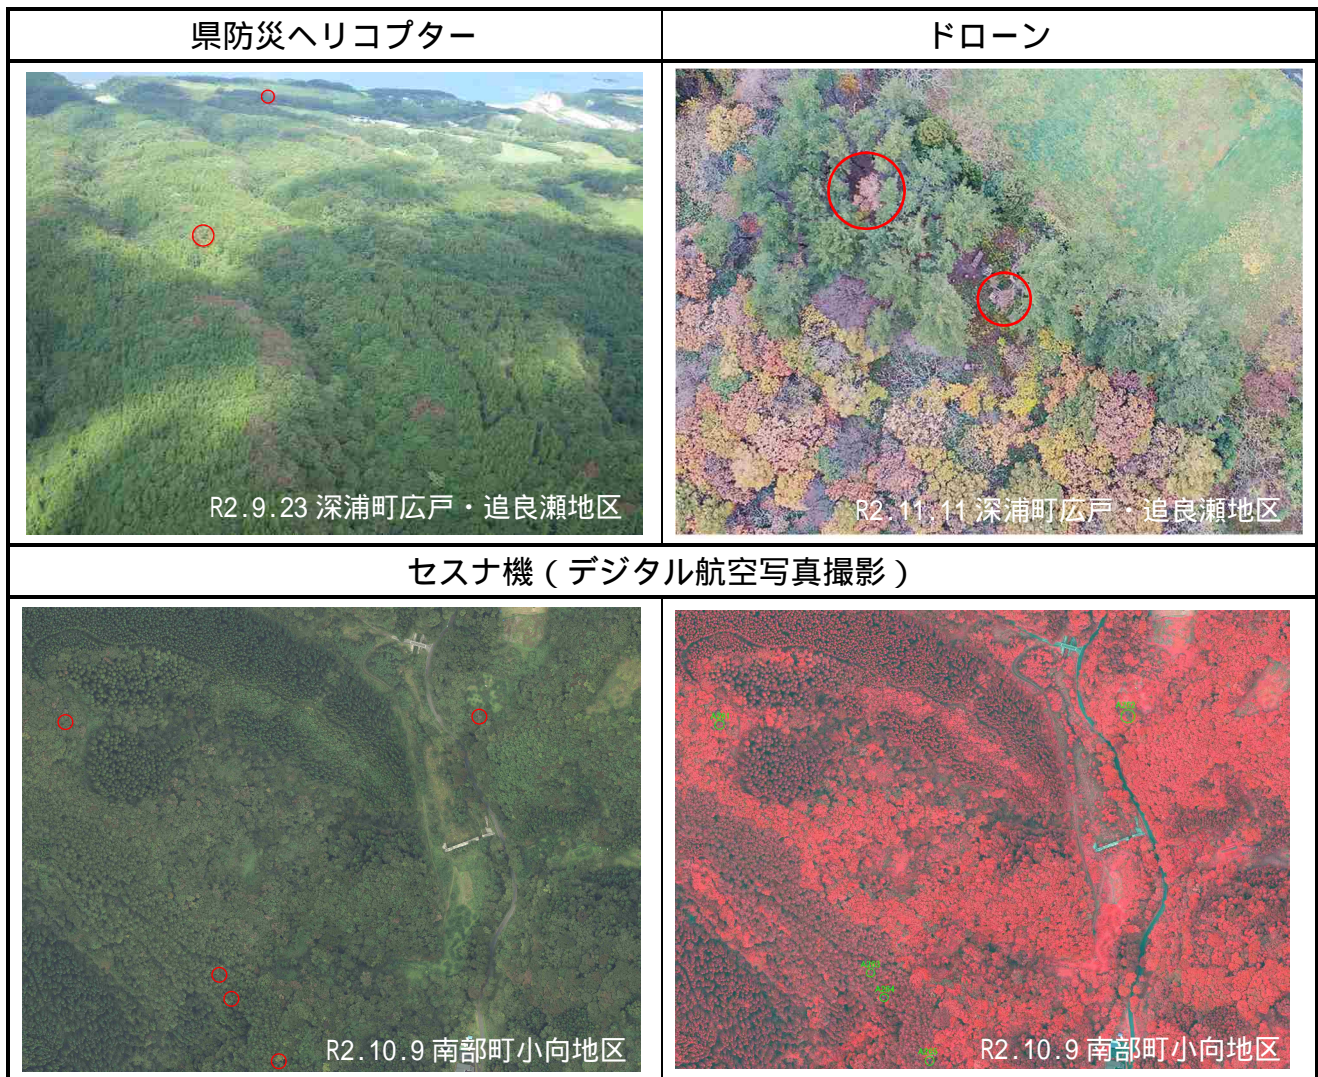 県防災ヘリコプター
ドローン
R2.9.23 深浦町広戸・追良瀬地区
R2.11.11 深浦町広戸・追良瀬地区
セスナ機(デジタル航空写真撮影)
R2.10.9 南部町小向地区
A294
R2.10.9 南部町小向地区